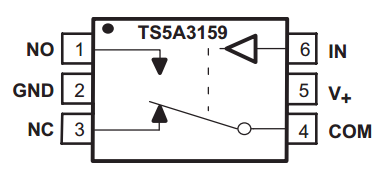 TS5A3159
NO 1 6 IN
GND 2 5 V+
NC 3 4 COM